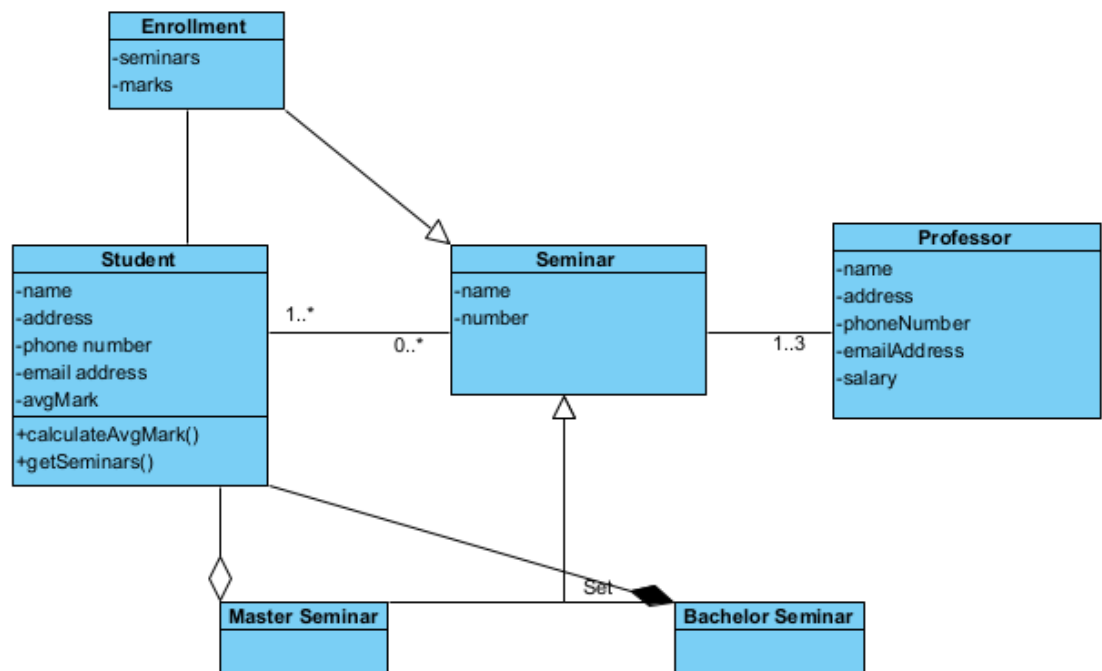 Enrollment
-seminars
-marks
Student
-name
-address
-phone number
-email address
-avgMark
+calculateAvgMark()
+getSeminars()
1..*
0..*
Seminar
-name
-number
1..3
Professor
-name
-address
-phoneNumber
-emailAddress
-salary
Set
Master Seminar
Bachelor Seminar